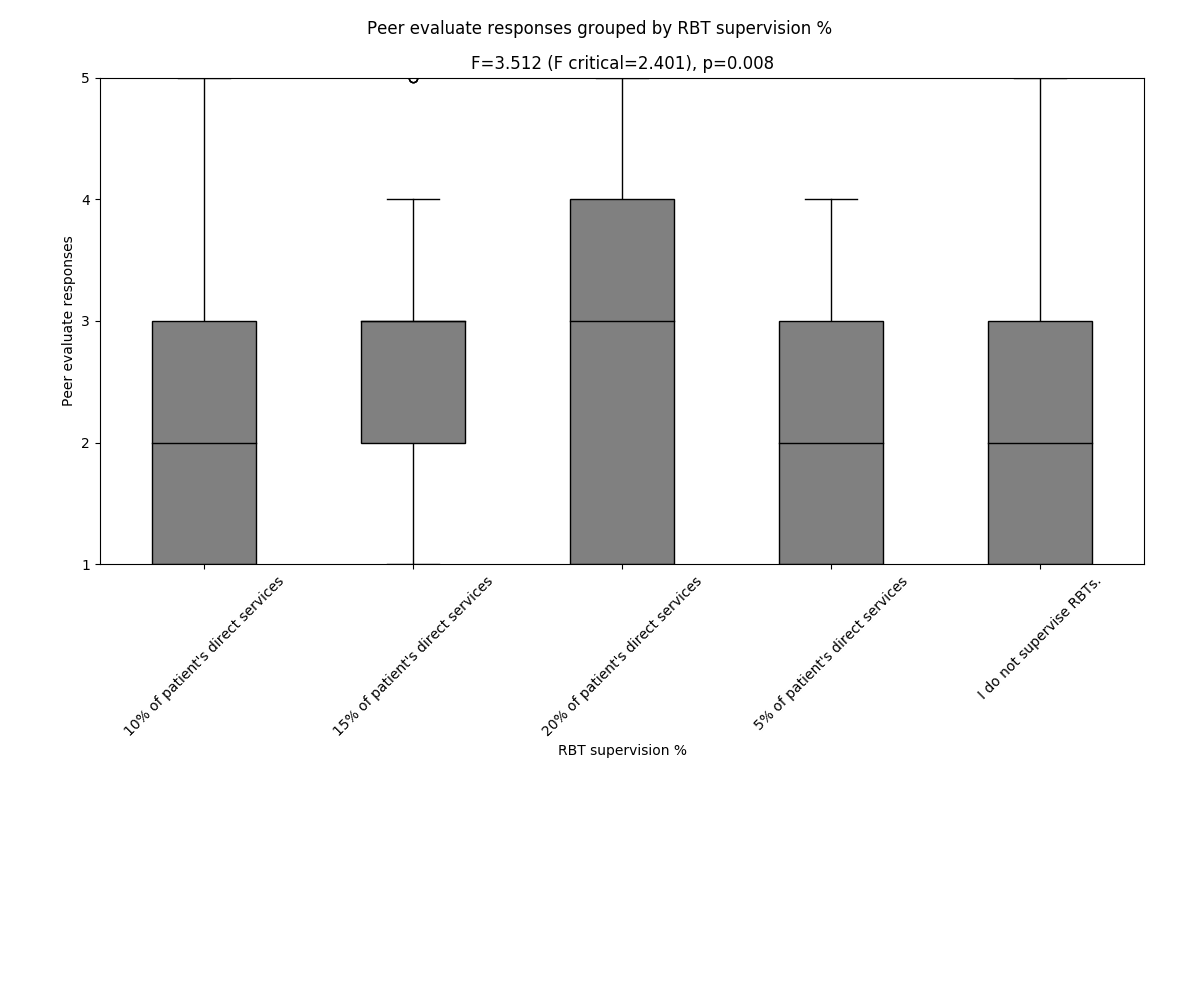 Peer evaluate responses grouped by RBT supervision %
F=3.512 (F critical=2.401), p=0.008
5
4
3
2
1
Peer evaluate responses
10% of patient's direct services
15% of patient's direct services
20% of patient's direct services
5% of patient's direct services
I do not supervise RBTs.
RBT supervision %